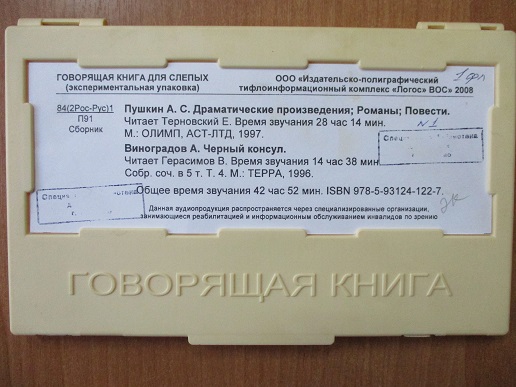 ГОВОРЯЩАЯ КНИГА ДЛЯ СЛЕПЫХ
(экспериментальная упаковка)
ООО «Издательско-полиграфический
тифлоинформационный комплекс «Логос» ВОС» 2008
1 фл
84(2Рос-Рус)1
П91
Сборник
Пушкин А. С. Драматические произведения; Романы; Повести.
Читает Терновский Е. Время звучания 28 час 14 мин.
№1
М.: ОЛИМП, АСТ-ЛТД, 1997.
Виноградов А. Черный консул.
Читает Герасимов В. Время звучания 14 час 38 мин.
Собр. соч. в 5 т. Т. 4. М.: ТЕРРА, 1996.
Общее время звучания 42 час 52 мин. ISBN 978-5-93124-122-7.
Данная аудиопродукция распространяется через специализированные организации,
занимающиеся реабилитацией и информационным обслуживанием инвалидов по зрению
ГОВОРЯЩАЯ КНИГА